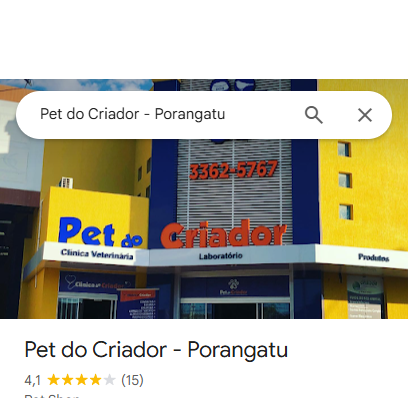 Pet do Criador - Porangatu
3362-5767
Pet do Criador
Clínica Veterinária
Laboratório
Produtos
Pet do Criador - Porangatu
4,1 (15)
Pet Shop